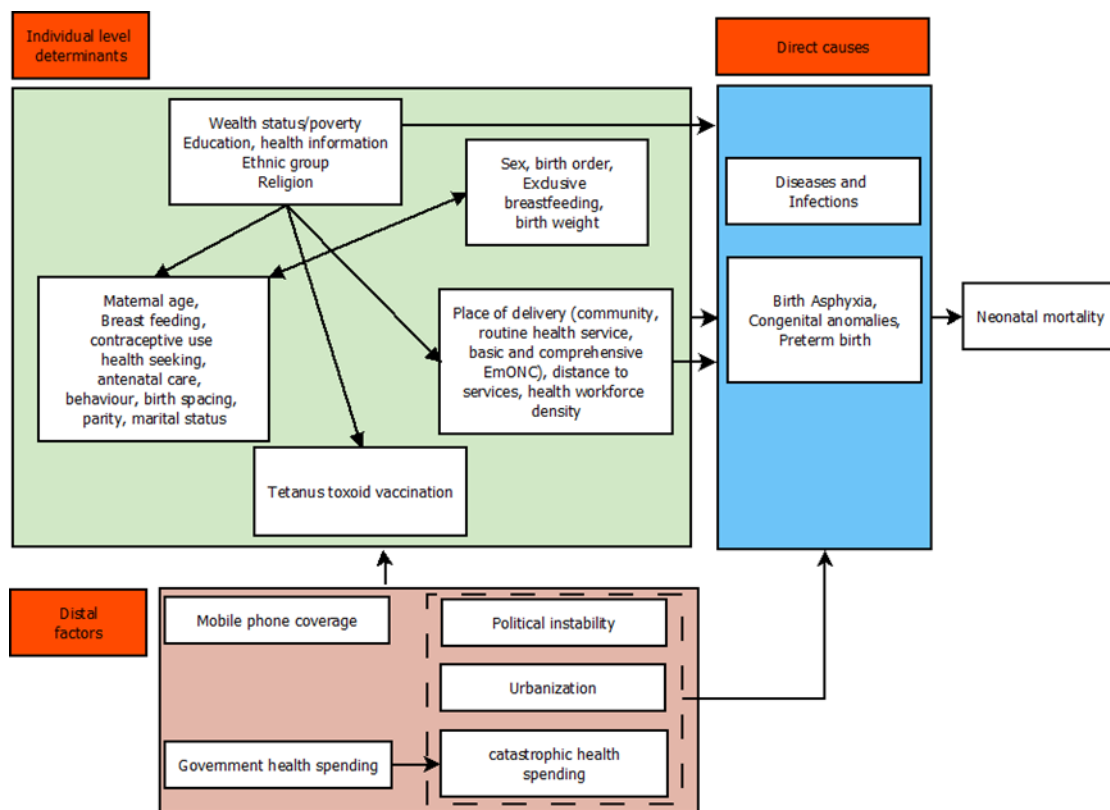 Individual level
determinants
Direct causes
Wealth status/poverty
Education, health information
Ethnic group
Religion
Sex, birth order,
Exclusive
breastfeeding,
birth weight
Diseases and
Infections
Maternal age,
Breast feeding,
contraceptive use
health seeking,
antenatal care,
behaviour, birth spacing,
parity, marital status
Place of delivery (community,
routine health service,
basic and comprehensive
EmONC), distance to
services, health workforce
density
Birth Asphyxia,
Congenital anomalies,
Preterm birth
Neonatal mortality
Tetanus toxoid vaccination
Distal
factors
Mobile phone coverage
Political instability
Urbanization
Government health spending
catastrophic health
spending